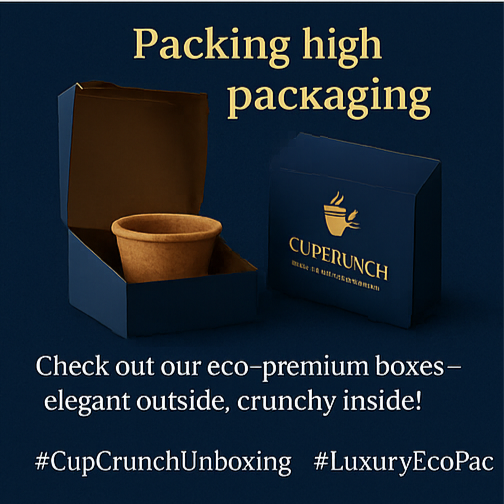 Packing high
packaging
CUPERUNCH
Check out our eco–premium boxes–
elegant outside, crunchy inside!
#CupCrunchUnboxing #LuxuryEcoPac